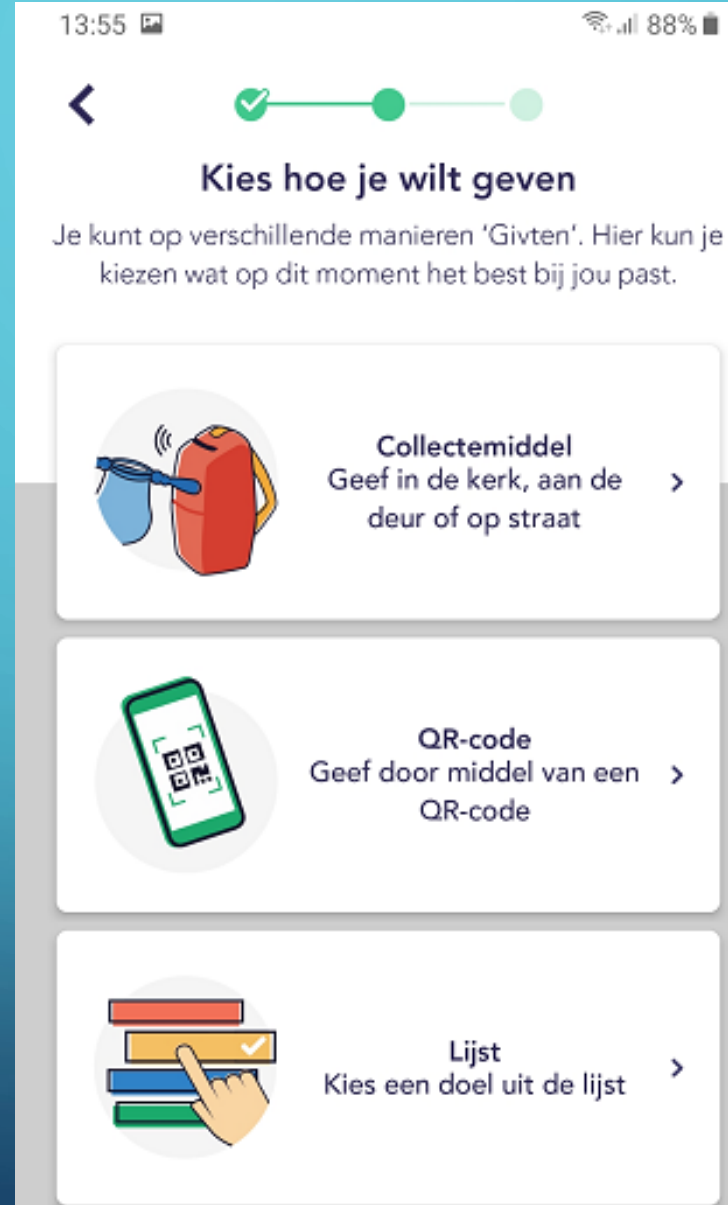 13:55 88%
Kies hoe je wilt geven
Je kunt op verschillende manieren ‘Givten’. Hier kun je
kiezen wat op dit moment het best bij jou past.
Collectemiddel
Geef in de kerk, aan de
deur of op straat
QR-code
Geef door middel van een
QR-code
Lijst
Kies een doel uit de lijst